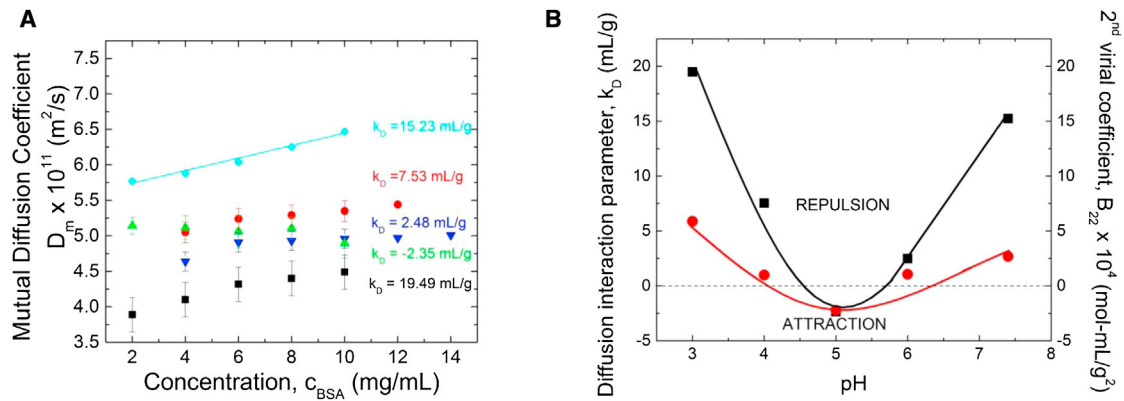 A
Mutual Diffusion Coefficient
D_m x 10^11 (m^2/s)
7.5
7.0
6.5
6.0
5.5
5.0
4.5
4.0
3.5
k_D =15.23 mL/g
k_D =7.53 mL/g
k_D = 2.48 mL/g
k_D = -2.35 mL/g
k_D = 19.49 mL/g
2 4 6 8 10 12 14
Concentration, c_BSA (mg/mL)
B
Diffusion interaction parameter, k_D (mL/g)
20
15
10
5
0
-5
REPULSION
ATTRACTION
3 4 5 6 7 8
pH
20
15
10
5
0
-5
2^nd virial coefficient, B_22 x 10^4 (mol-mL/g^2)